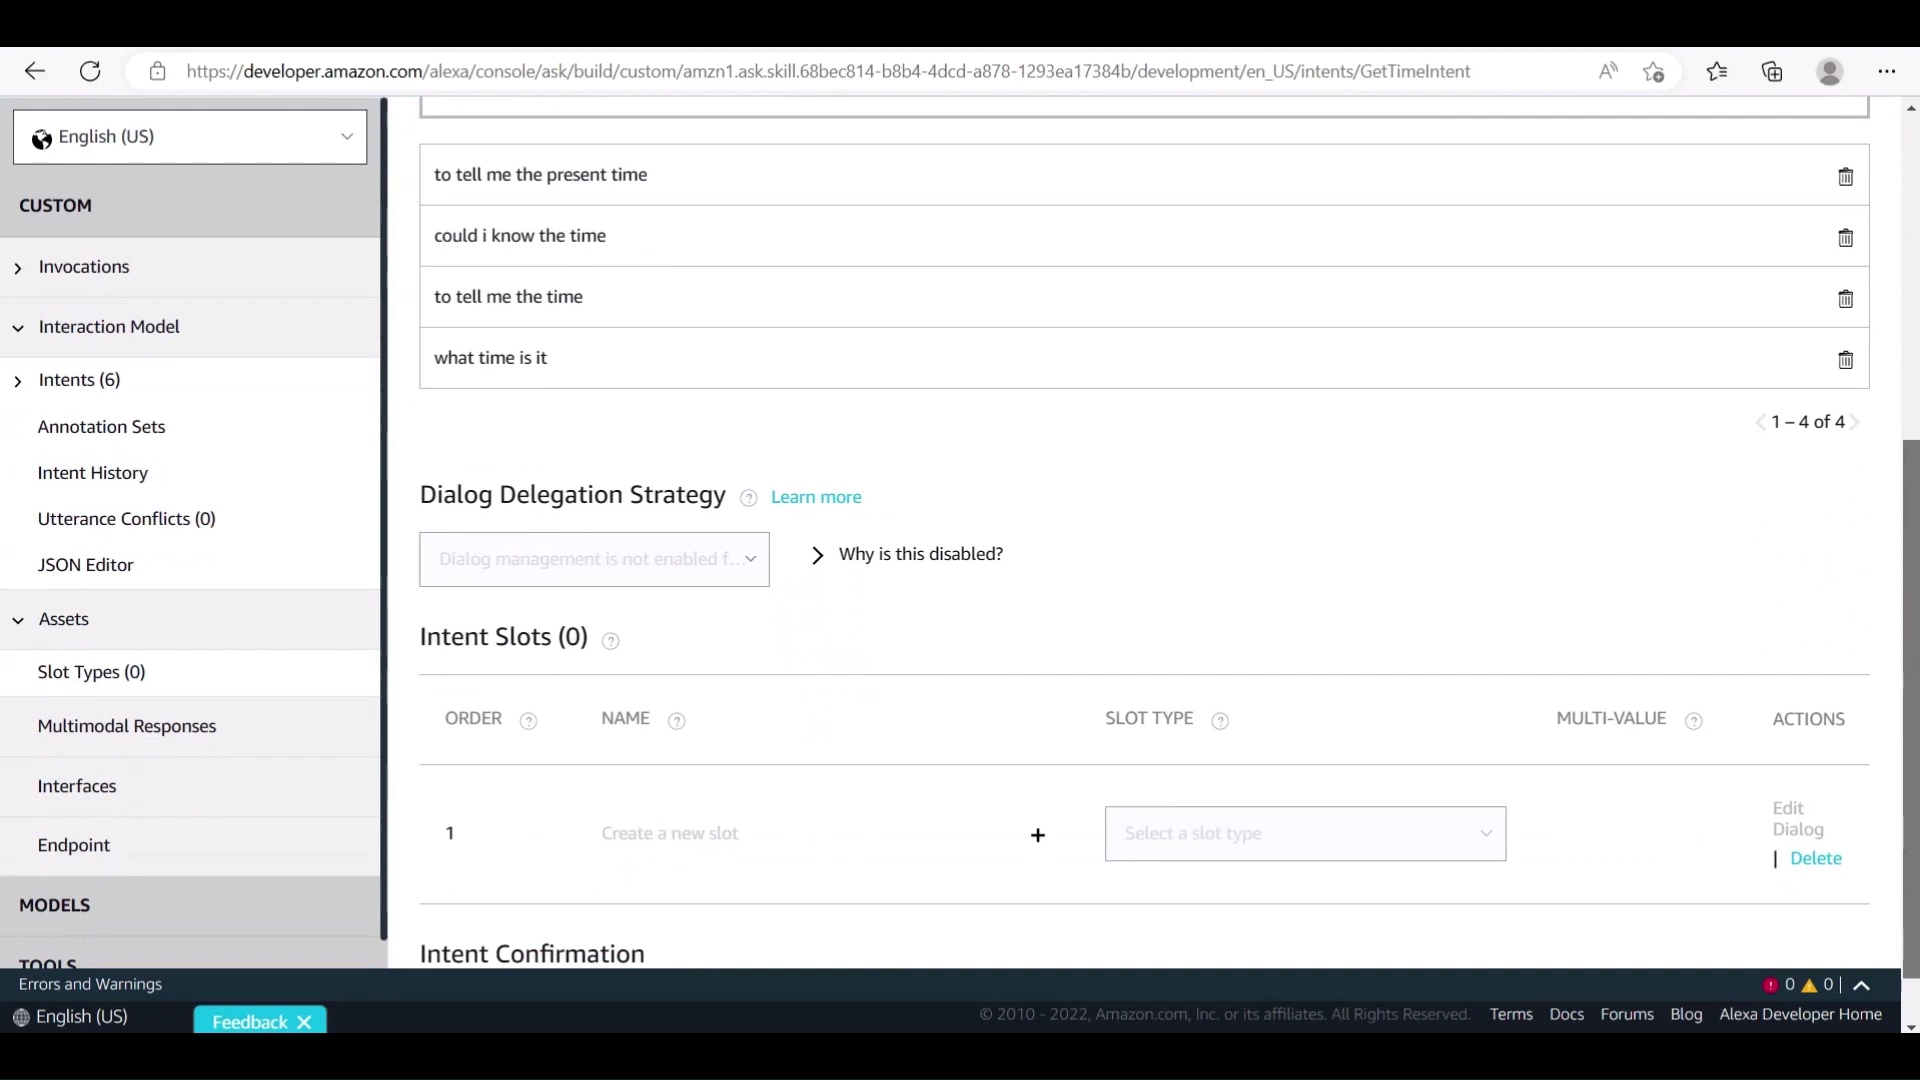 https://developer.amazon.com/alexa/console/ask/build/custom/amzn1.ask.skill.68bec814-b8b4-4dcd-a878-1293ea17384b/development/en_US/intents/GetTimeIntent
English (US)
CUSTOM
Invocations
Interaction Model
Intents (6)
Annotation Sets
Intent History
Utterance Conflicts (0)
JSON Editor
Assets
Slot Types (0)
Multimodal Responses
Interfaces
Endpoint
MODELS
TOOLS
to tell me the present time
could i know the time
to tell me the time
what time is it
1 – 4 of 4
Dialog Delegation Strategy ? Learn more
Dialog management is not enabled f... Why is this disabled?
Intent Slots (0) ?
ORDER ? NAME ? SLOT TYPE ? MULTI-VALUE ? ACTIONS
1 Create a new slot + Select a slot type Edit
Dialog
| Delete
Intent Confirmation
Errors and Warnings 0 0 |
English (US) Feedback © 2010 - 2022, Amazon.com, Inc. or its affiliates. All Rights Reserved. Terms Docs Forums Blog Alexa Developer Home